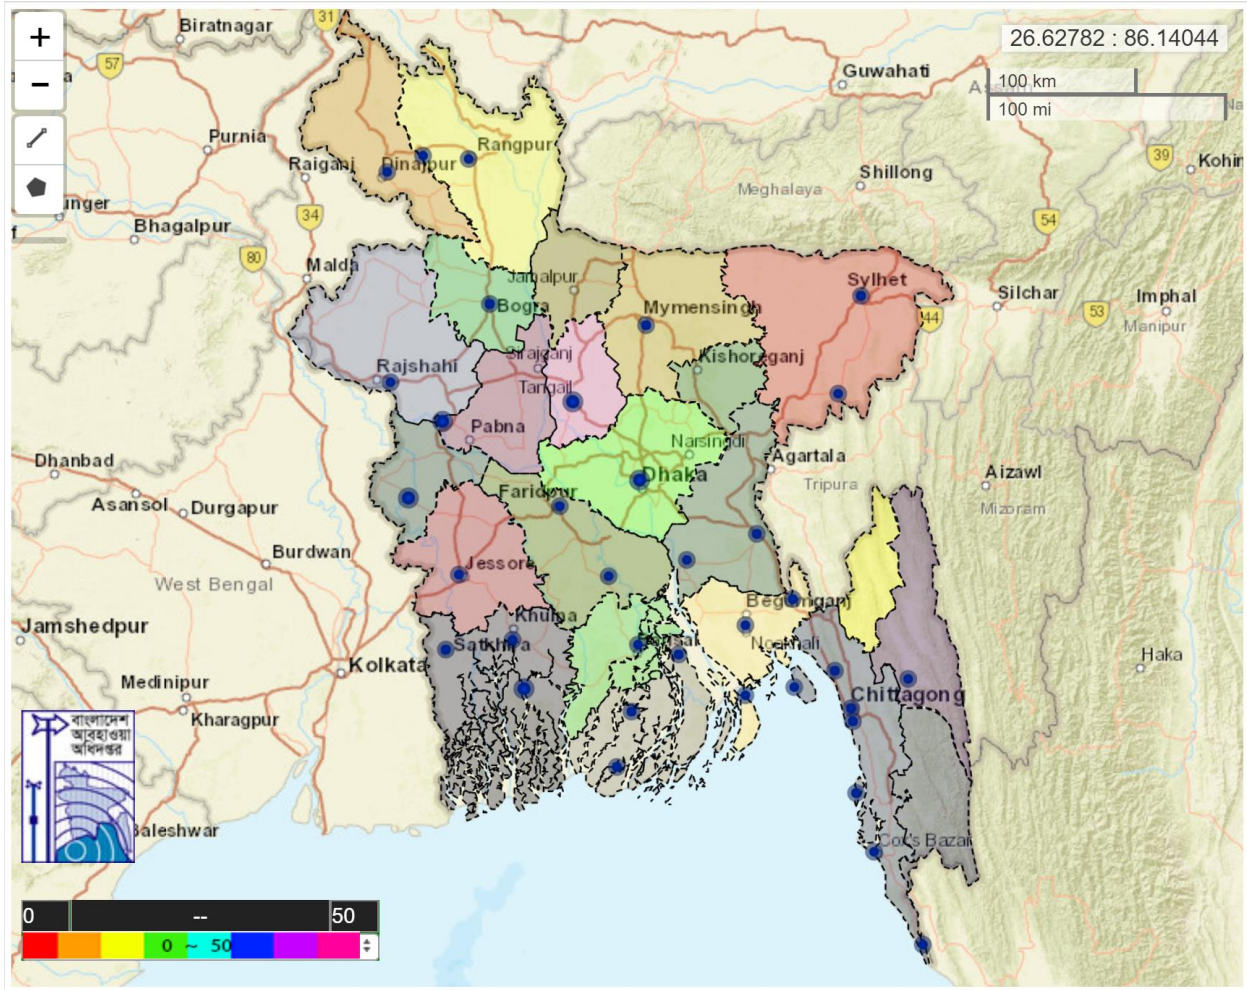 +
−
f
26.62782 : 86.14044
100 km
100 mi
31
Biratnagar
57
Guwahati
Purnia
Raiganj
Dinajpur
Rangpur
39
Shillong
Meghalaya
34
54
Bhagalpur
80
Malda
Jamalpur
Sylhet
Silchar
Imphal
Manipur
53
44
Bogra
Mymensingh
Sirajganj
Kishoreganj
Rajshahi
Tangail
Pabna
Narsingdi
Agartala
Tripura
Dhanbad
Dhaka
Aizawl
Mizoram
Asansol
Durgapur
Faridpur
Burdwan
West Bengal
Jessore
Begumganj
Jamshedpur
Khulna
Satkhira
Noakhali
Kolkata
Haka
Medinipur
Chittagong
Kharagpur
বাংলাদেশ
আবহাওয়া
অধিদপ্তর
Baleshwar
Cox's Bazar
0 -- 50
0 ~ 50